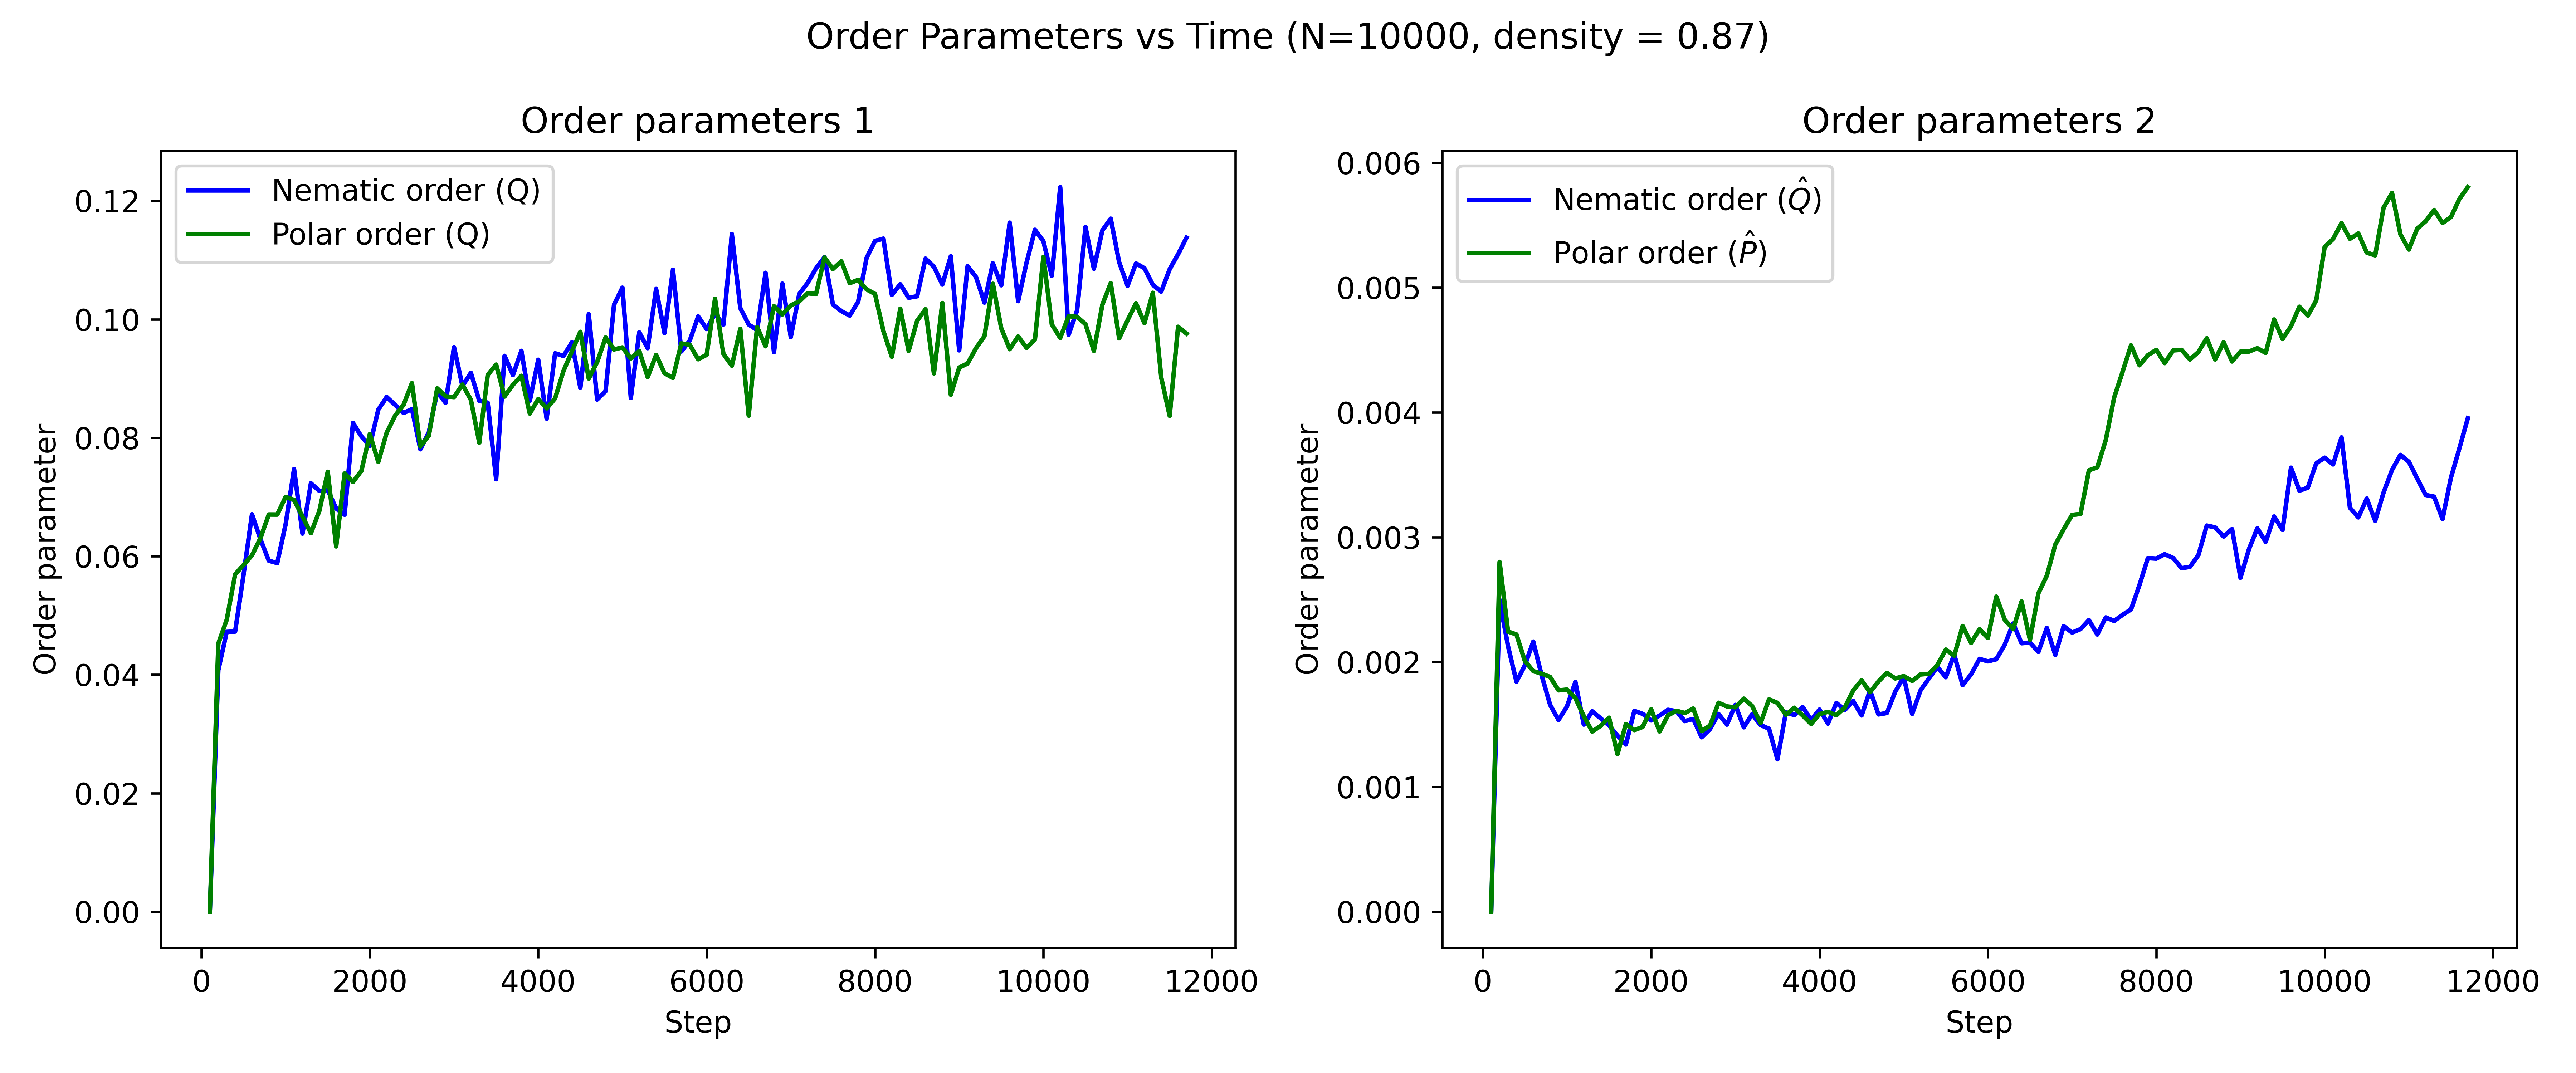 Order Parameters vs Time (N=10000, density = 0.87)
Order parameters 1
Nematic order (Q)
Polar order (Q)
Order parameter
0.12
0.10
0.08
0.06
0.04
0.02
0.00
0 2000 4000 6000 8000 10000 12000
Step
Order parameters 2
Nematic order (Q̂)
Polar order (P̂)
Order parameter
0.006
0.005
0.004
0.003
0.002
0.001
0.000
0 2000 4000 6000 8000 10000 12000
Step